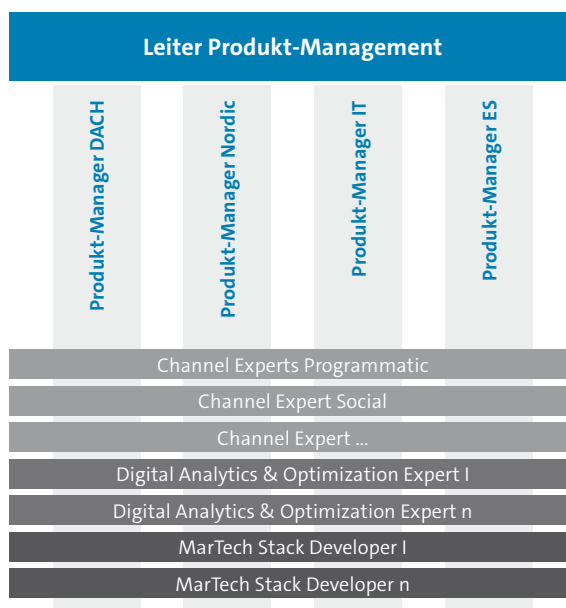 Leiter Produkt-Management
Produkt-Manager DACH
Produkt-Manager Nordic
Produkt-Manager IT
Produkt-Manager ES
Channel Experts Programmatic
Channel Expert Social
Channel Expert ...
Digital Analytics & Optimization Expert I
Digital Analytics & Optimization Expert n
MarTech Stack Developer I
MarTech Stack Developer n